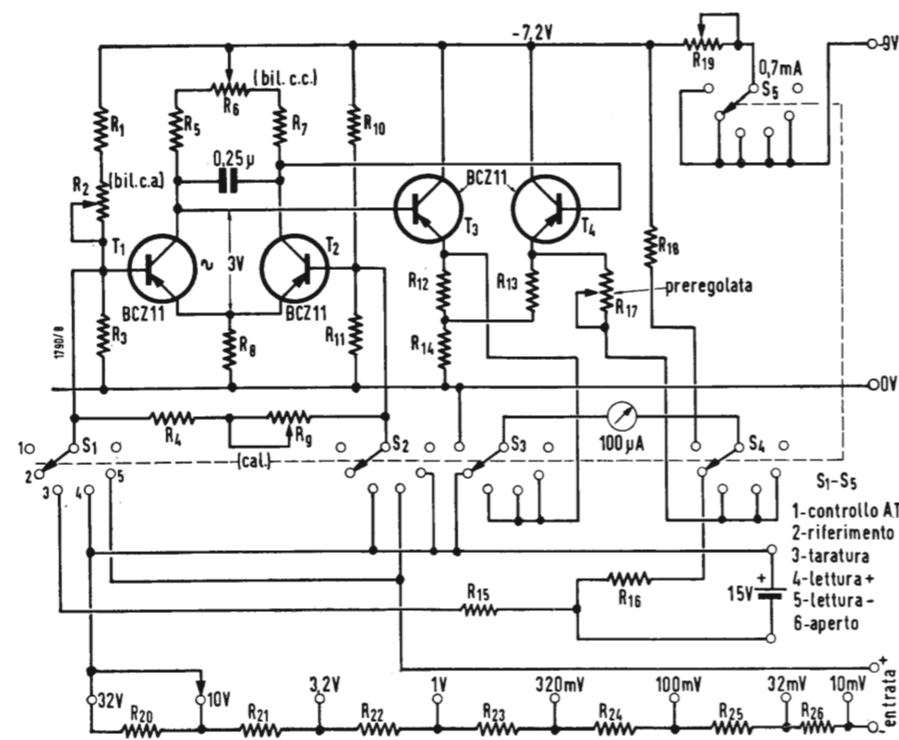 -7,2V
-9V
R19
0,7mA
S5
(bil. c.c.)
R6
R1
R5
R7
R10
0,25µ
R2
(bil.c.a)
BCZ11
T1
T2
T3
T4
~
3V
R18
BCZ11
BCZ11
R12
R13
R17
preregolata
1790/8
R3
R8
R11
R14
0V
R4
R9
100 µA
1
S1
S2
S3
S4
2
(cal.)
5
3
4
S1-S5
1-controllo A.T
2-riferimento
3-taratura
4-lettura+
5-lettura-
6-aperto
R15
R16
15V
+
+
32V
10V
3,2V
1V
320mV
100mV
32mV
10mV
entrata
R20
R21
R22
R23
R24
R25
R26
-